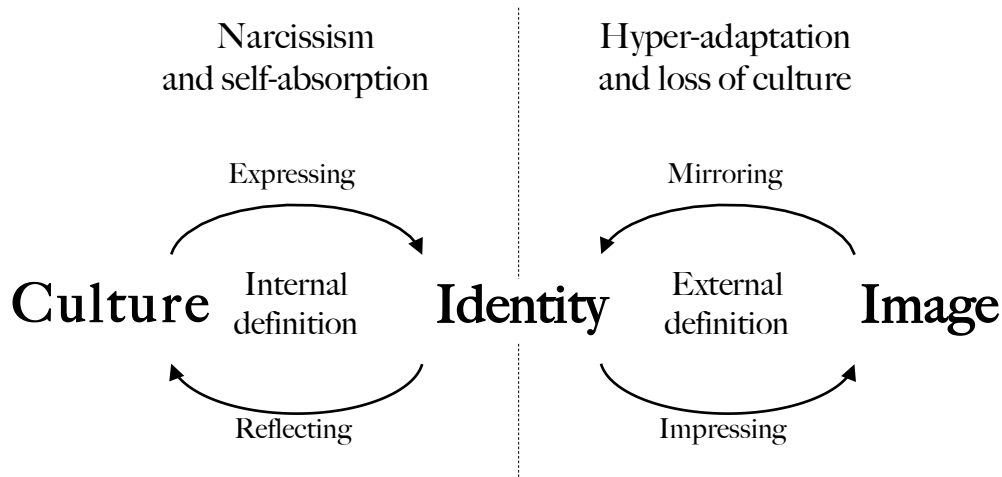 Narcissism
and self-absorption
Hyper-adaptation
and loss of culture
Expressing
Mirroring
Culture
Internal
definition
Identity
External
definition
Image
Reflecting
Impressing